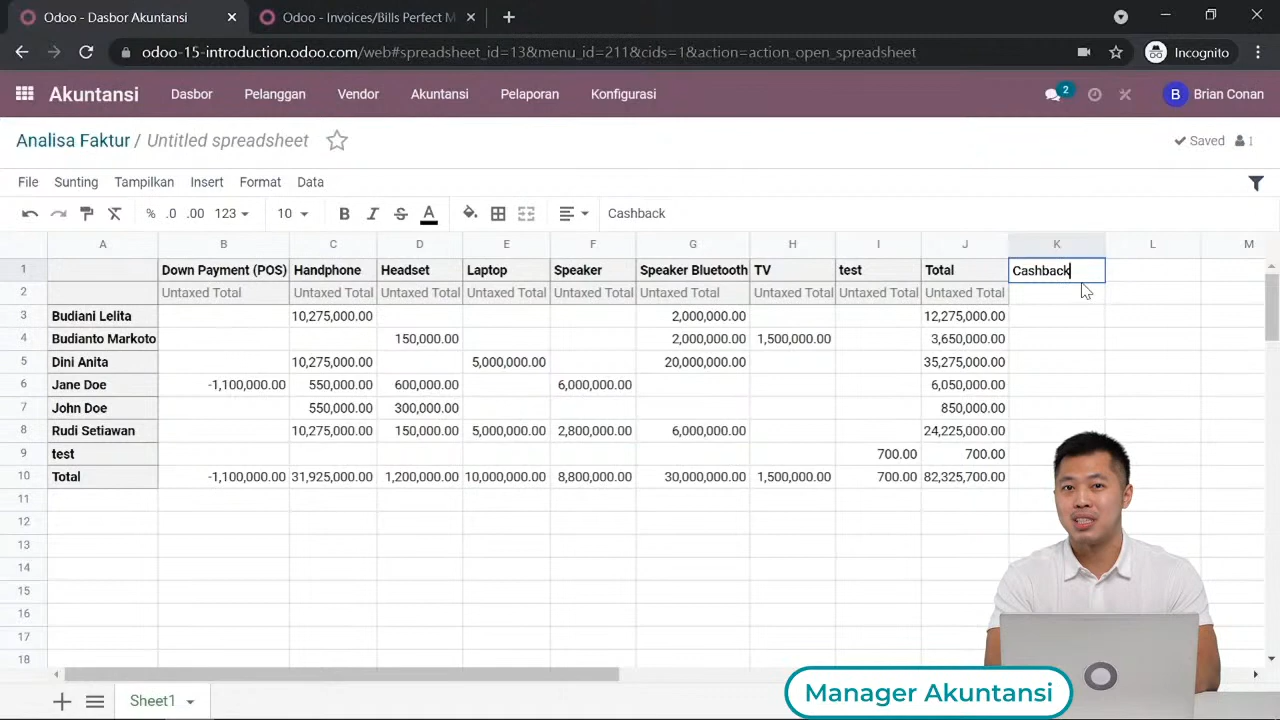 Odoo - Dasbor Akuntansi
Odoo - Invoices/Bills Perfect M
odoo-15-introduction.odoo.com/web#spreadsheet_id=13&menu_id=211&cids=1&action=action_open_spreadsheet
Incognito
Akuntansi Dasbor Pelanggan Vendor Akuntansi Pelaporan Konfigurasi 2 B Brian Conan
Analisa Faktur / Untitled spreadsheet Saved 1
File Sunting Tampilkan Insert Format Data
% .0 .00 123 10 B I S A Cashback
A B C D E F G H I J K L M
1 Down Payment (POS) Handphone Headset Laptop Speaker Speaker Bluetooth TV test Total Cashback
2 Untaxed Total Untaxed Total Untaxed Total Untaxed Total Untaxed Total Untaxed Total Untaxed Total Untaxed Total Untaxed Total
3 Budiani Lelita 10,275,000.00 2,000,000.00 12,275,000.00
4 Budianto Markoto 150,000.00 2,000,000.00 1,500,000.00 3,650,000.00
5 Dini Anita 10,275,000.00 5,000,000.00 20,000,000.00 35,275,000.00
6 Jane Doe -1,100,000.00 550,000.00 600,000.00 6,000,000.00 6,050,000.00
7 John Doe 550,000.00 300,000.00 850,000.00
8 Rudi Setiawan 10,275,000.00 150,000.00 5,000,000.00 2,800,000.00 6,000,000.00 24,225,000.00
9 test 700.00 700.00
10 Total -1,100,000.00 31,925,000.00 1,200,000.00 10,000,000.00 8,800,000.00 30,000,000.00 1,500,000.00 700.00 82,325,700.00
11
12
13
14
15
16
17
18
Sheet1
Manager Akuntansi